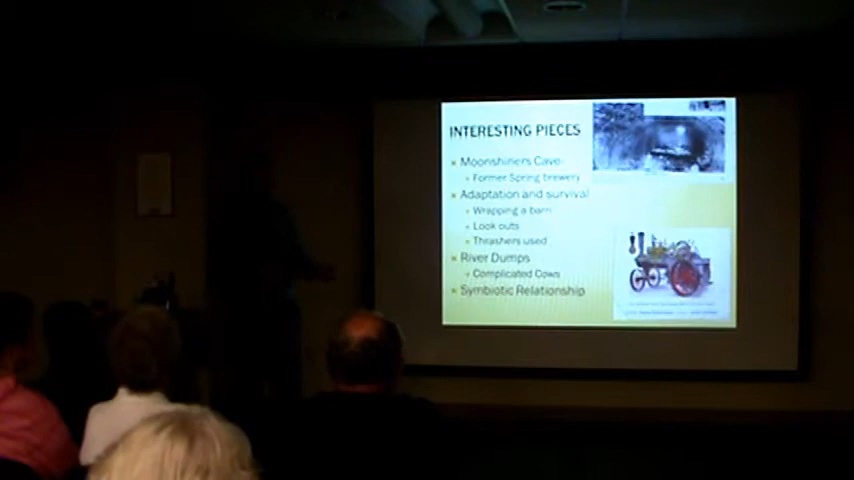 INTERESTING PIECES
Moonshiners Cave
Former Spring brewery
Adaptation and survival
Wrapping a barn
Look outs
Thrashers used
River Dumps
Complicated Cows
Symbiotic Relationship